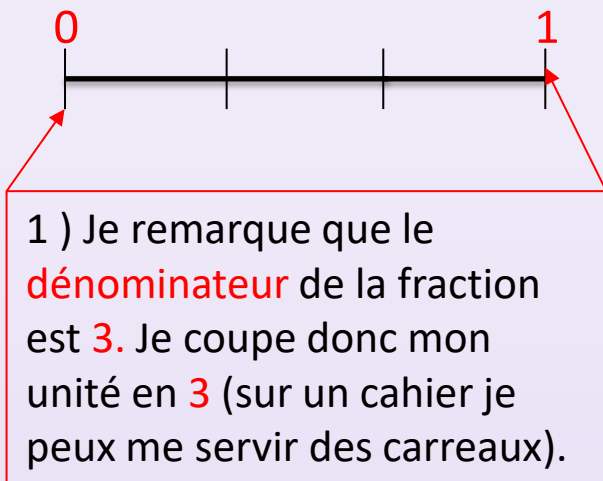 0 1
1 ) Je remarque que le
dénominateur de la fraction
est 3. Je coupe donc mon
unité en 3 (sur un cahier je
peux me servir des carreaux).